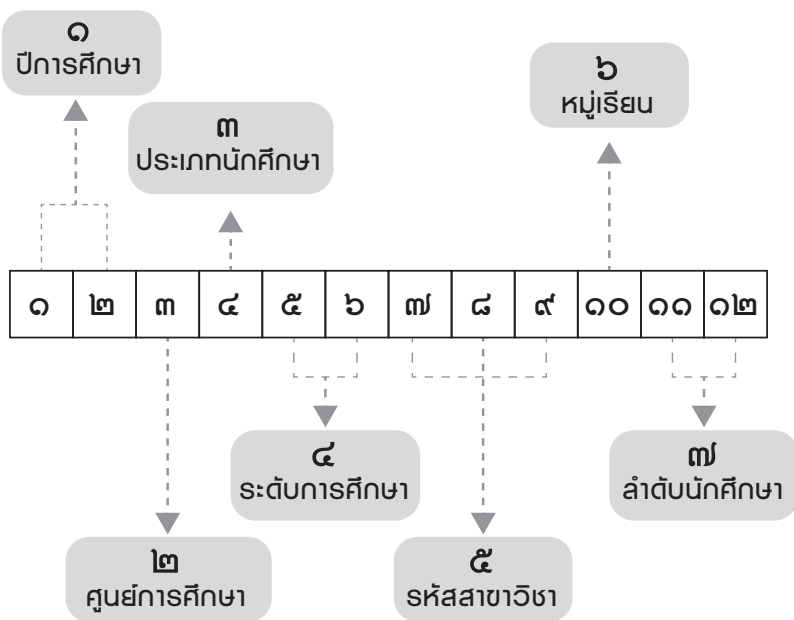 ๑
ปีการศึกษา
๖
หมู่เรียน
๓
ประเภทนักศึกษา
๑ ๒ ๓ ๔ ๕ ๖ ๗ ๘ ๙ ๑๐ ๑๑ ๑๒
๔
ระดับการศึกษา
๗
ลำดับนักศึกษา
๒
ศูนย์การศึกษา
๕
รหัสสาขาวิชา